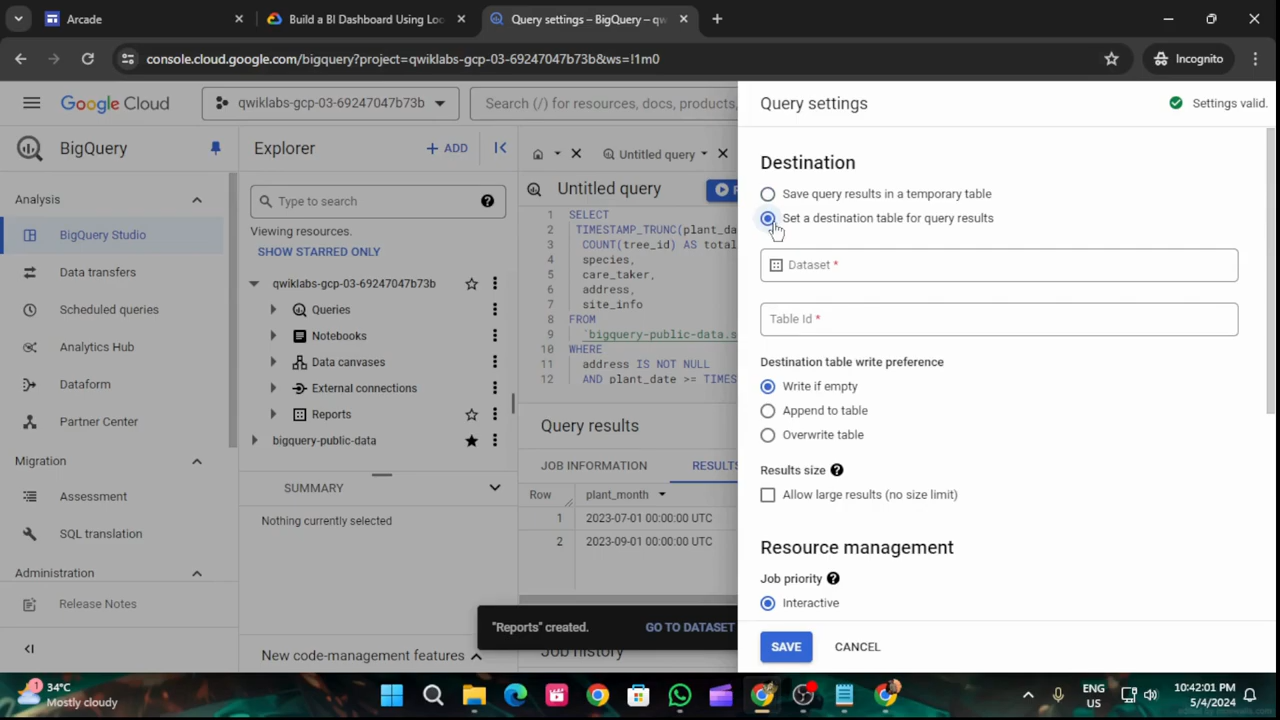 Arcade
Build a BI Dashboard Using Loo
Query settings – BigQuery – qw
console.cloud.google.com/bigquery?project=qwiklabs-gcp-03-69247047b73b&ws=!1m0
Incognito
Google Cloud
qwiklabs-gcp-03-69247047b73b
Search (/) for resources, docs, products,
BigQuery
Analysis
BigQuery Studio
Data transfers
Scheduled queries
Analytics Hub
Dataform
Partner Center
Migration
Assessment
SQL translation
Administration
Release Notes
Explorer
+ ADD
Type to search
Viewing resources.
SHOW STARRED ONLY
qwiklabs-gcp-03-69247047b73b
Queries
Notebooks
Data canvases
External connections
Reports
bigquery-public-data
SUMMARY
Nothing currently selected
New code-management features
Untitled query
Untitled query
R
1 SELECT
2 TIMESTAMP_TRUNC(plant_da
3 COUNT(tree_id) AS total
4 species,
5 care_taker,
6 address,
7 site_info
8 FROM
9 `bigquery-public-data.s
10 WHERE
11 address IS NOT NULL
12 AND plant_date >= TIMES
Query results
JOB INFORMATION
RESULTS
Row plant_month
1 2023-07-01 00:00:00 UTC
2 2023-09-01 00:00:00 UTC
"Reports" created.
GO TO DATASET
Job history
Query settings
Settings valid.
Destination
Save query results in a temporary table
Set a destination table for query results
Dataset *
Table Id *
Destination table write preference
Write if empty
Append to table
Overwrite table
Results size
Allow large results (no size limit)
Resource management
Job priority
Interactive
SAVE
CANCEL
34°C
Mostly cloudy
ENG
US
10:42:01 PM
5/4/2024